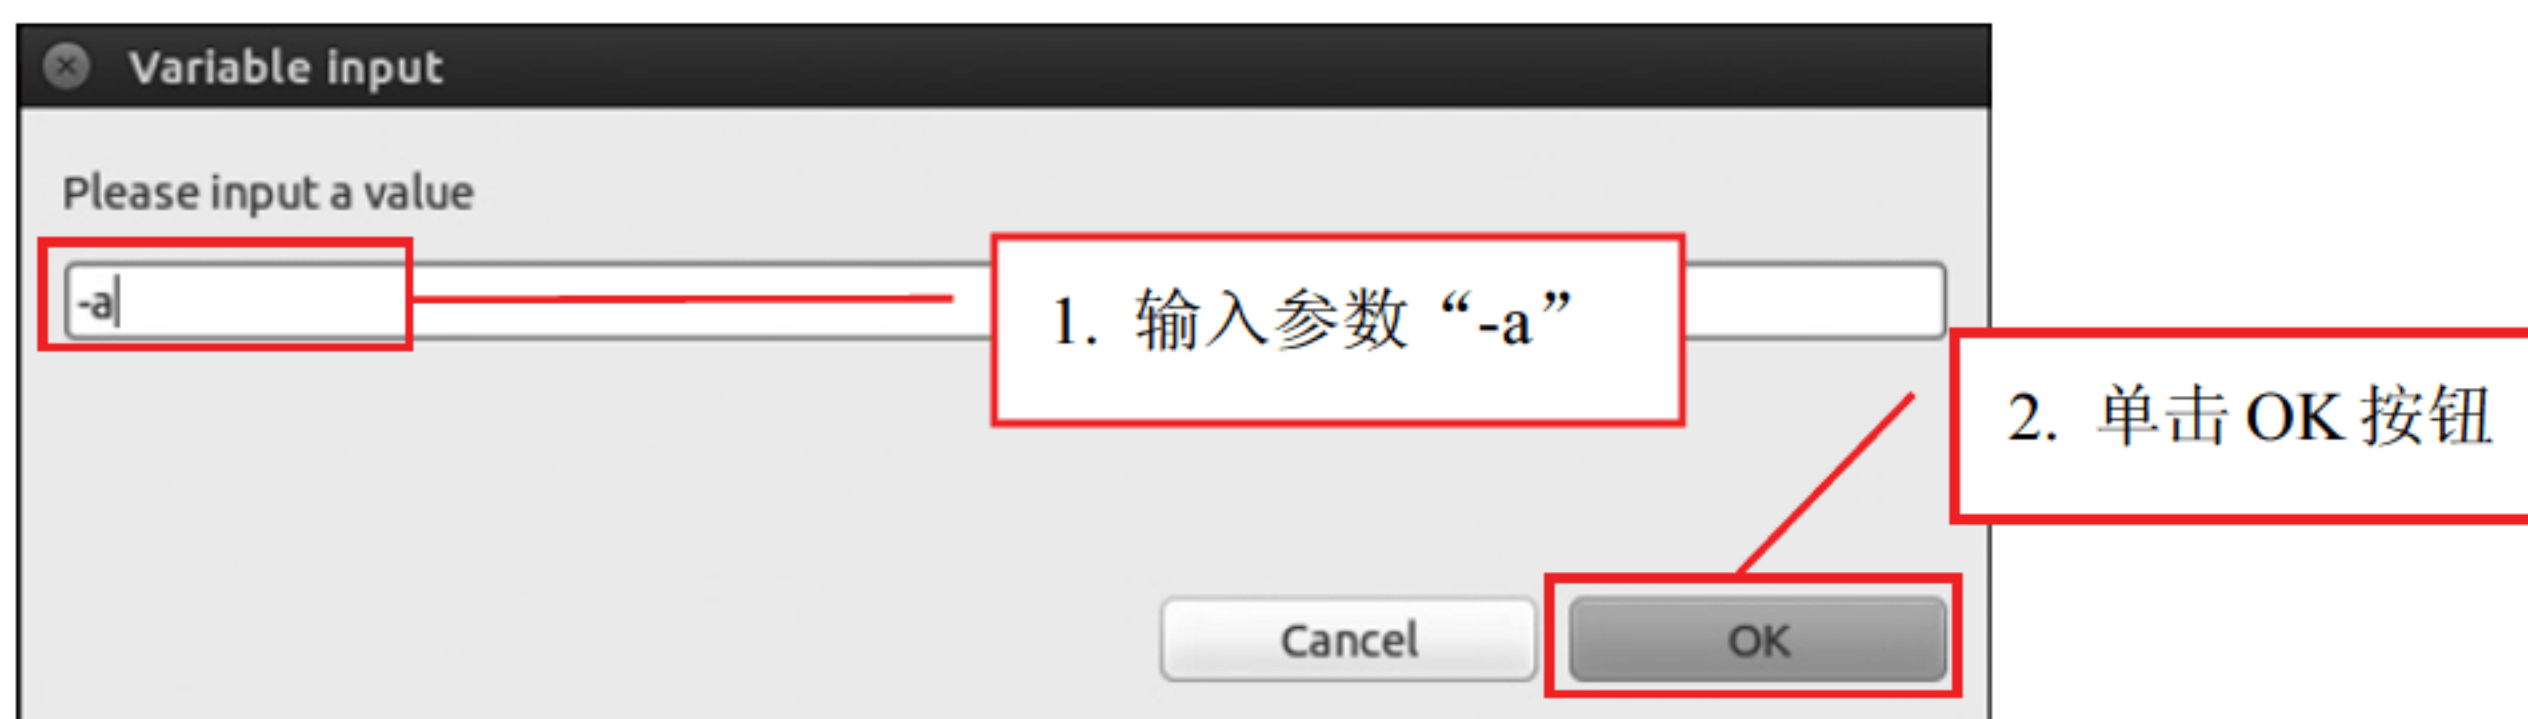 Variable input
Please input a value
-a
1. 输入参数“-a”
2. 单击 OK 按钮
Cancel
OK